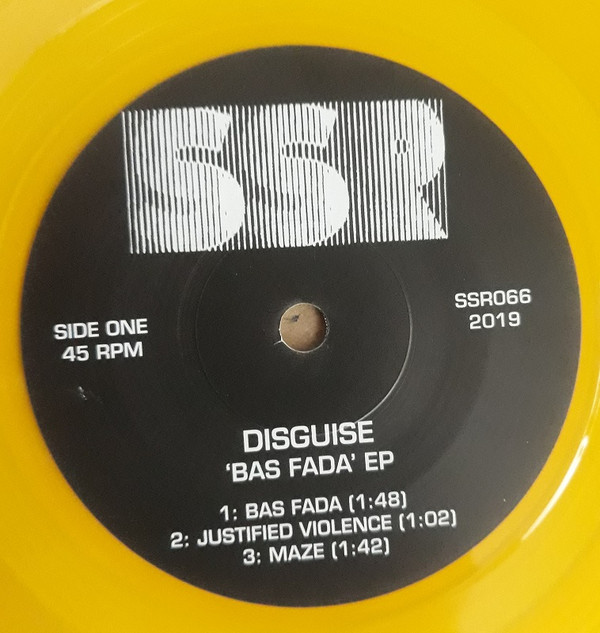 SSR
SIDE ONE
45 RPM
SSR066
2019
DISGUISE
‘BAS FADA’ EP
1: BAS FADA (1:48)
2: JUSTIFIED VIOLENCE (1:02)
3: MAZE (1:42)